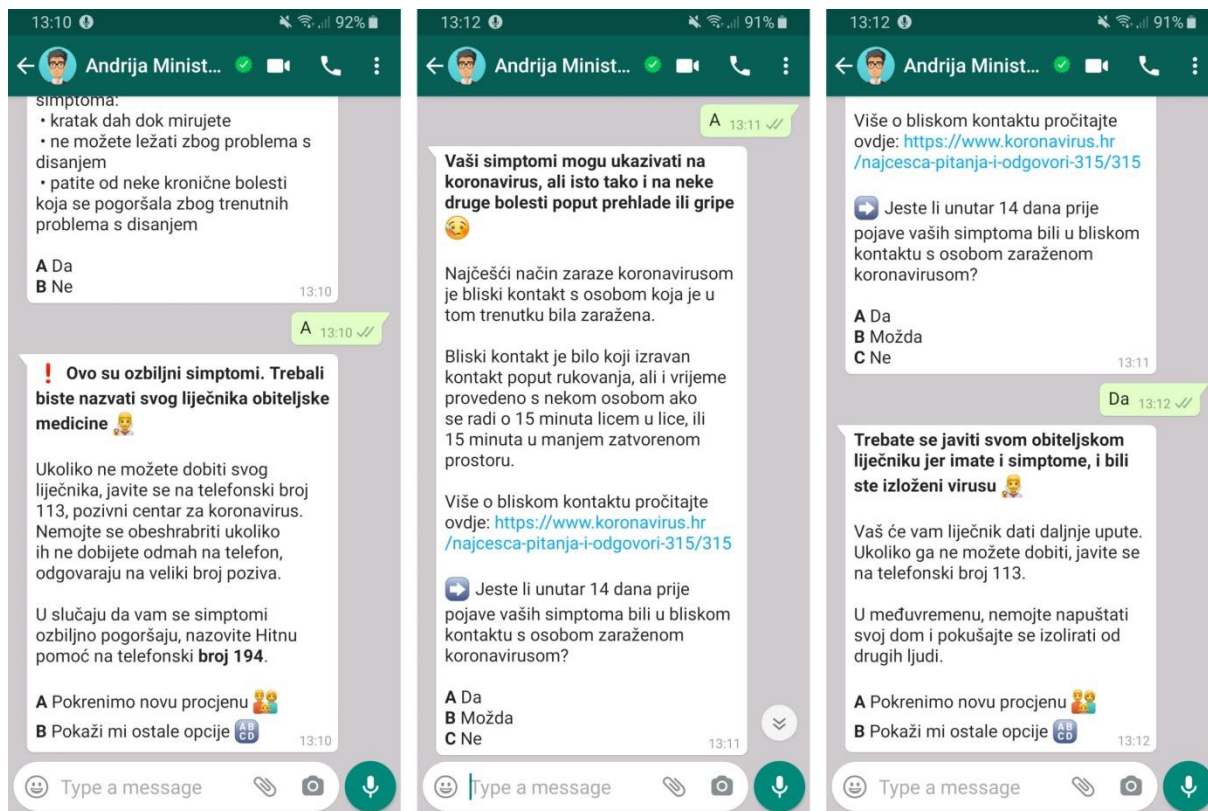 13:10 92%
Andrija Minist...
simptoma:
• kratak dah dok mirujete
• ne možete ležati zbog problema s
disanjem
• patite od neke kronične bolesti
koja se pogoršala zbog trenutnih
problema s disanjem
A Da
B Ne
13:10
A 13:10
❗ Ovo su ozbiljni simptomi. Trebali
biste nazvati svog liječnika obiteljske
medicine
Ukoliko ne možete dobiti svog
liječnika, javite se na telefonski broj
113, pozivni centar za koronavirus.
Nemojte se obeshrabriti ukoliko
ih ne dobijete odmah na telefon,
odgovaraju na veliki broj poziva.
U slučaju da vam se simptomi
ozbiljno pogoršaju, nazovite Hitnu
pomoć na telefonski broj 194.
A Pokrenimo novu procjenu
B Pokaži mi ostale opcije
13:10
Type a message
13:12 91%
Andrija Minist...
A 13:11
Vaši simptomi mogu ukazivati na
koronavirus, ali isto tako i na neke
druge bolesti poput prehlade ili gripe
Najčešći način zaraze koronavirusom
je bliski kontakt s osobom koja je u
tom trenutku bila zaražena.
Bliski kontakt je bilo koji izravan
kontakt poput rukovanja, ali i vrijeme
provedeno s nekom osobom ako
se radi o 15 minuta licem u lice, ili
15 minuta u manjem zatvorenom
prostoru.
Više o bliskom kontaktu pročitajte
ovdje: https://www.koronavirus.hr
/najcesca-pitanja-i-odgovori-315/315
Jeste li unutar 14 dana prije
pojave vaših simptoma bili u bliskom
kontaktu s osobom zaraženom
koronavirusom?
A Da
B Možda
C Ne
13:11
Type a message
13:12 91%
Andrija Minist...
Više o bliskom kontaktu pročitajte
ovdje: https://www.koronavirus.hr
/najcesca-pitanja-i-odgovori-315/315
Jeste li unutar 14 dana prije
pojave vaših simptoma bili u bliskom
kontaktu s osobom zaraženom
koronavirusom?
A Da
B Možda
C Ne
13:11
Da 13:12
Trebate se javiti svom obiteljskom
liječniku jer imate i simptome, i bili
ste izloženi virusu
Vaš će vam liječnik dati daljnje upute.
Ukoliko ga ne možete dobiti, javite se
na telefonski broj 113.
U međuvremenu, nemojte napuštati
svoj dom i pokušajte se izolirati od
drugih ljudi.
A Pokrenimo novu procjenu
B Pokaži mi ostale opcije
13:12
Type a message